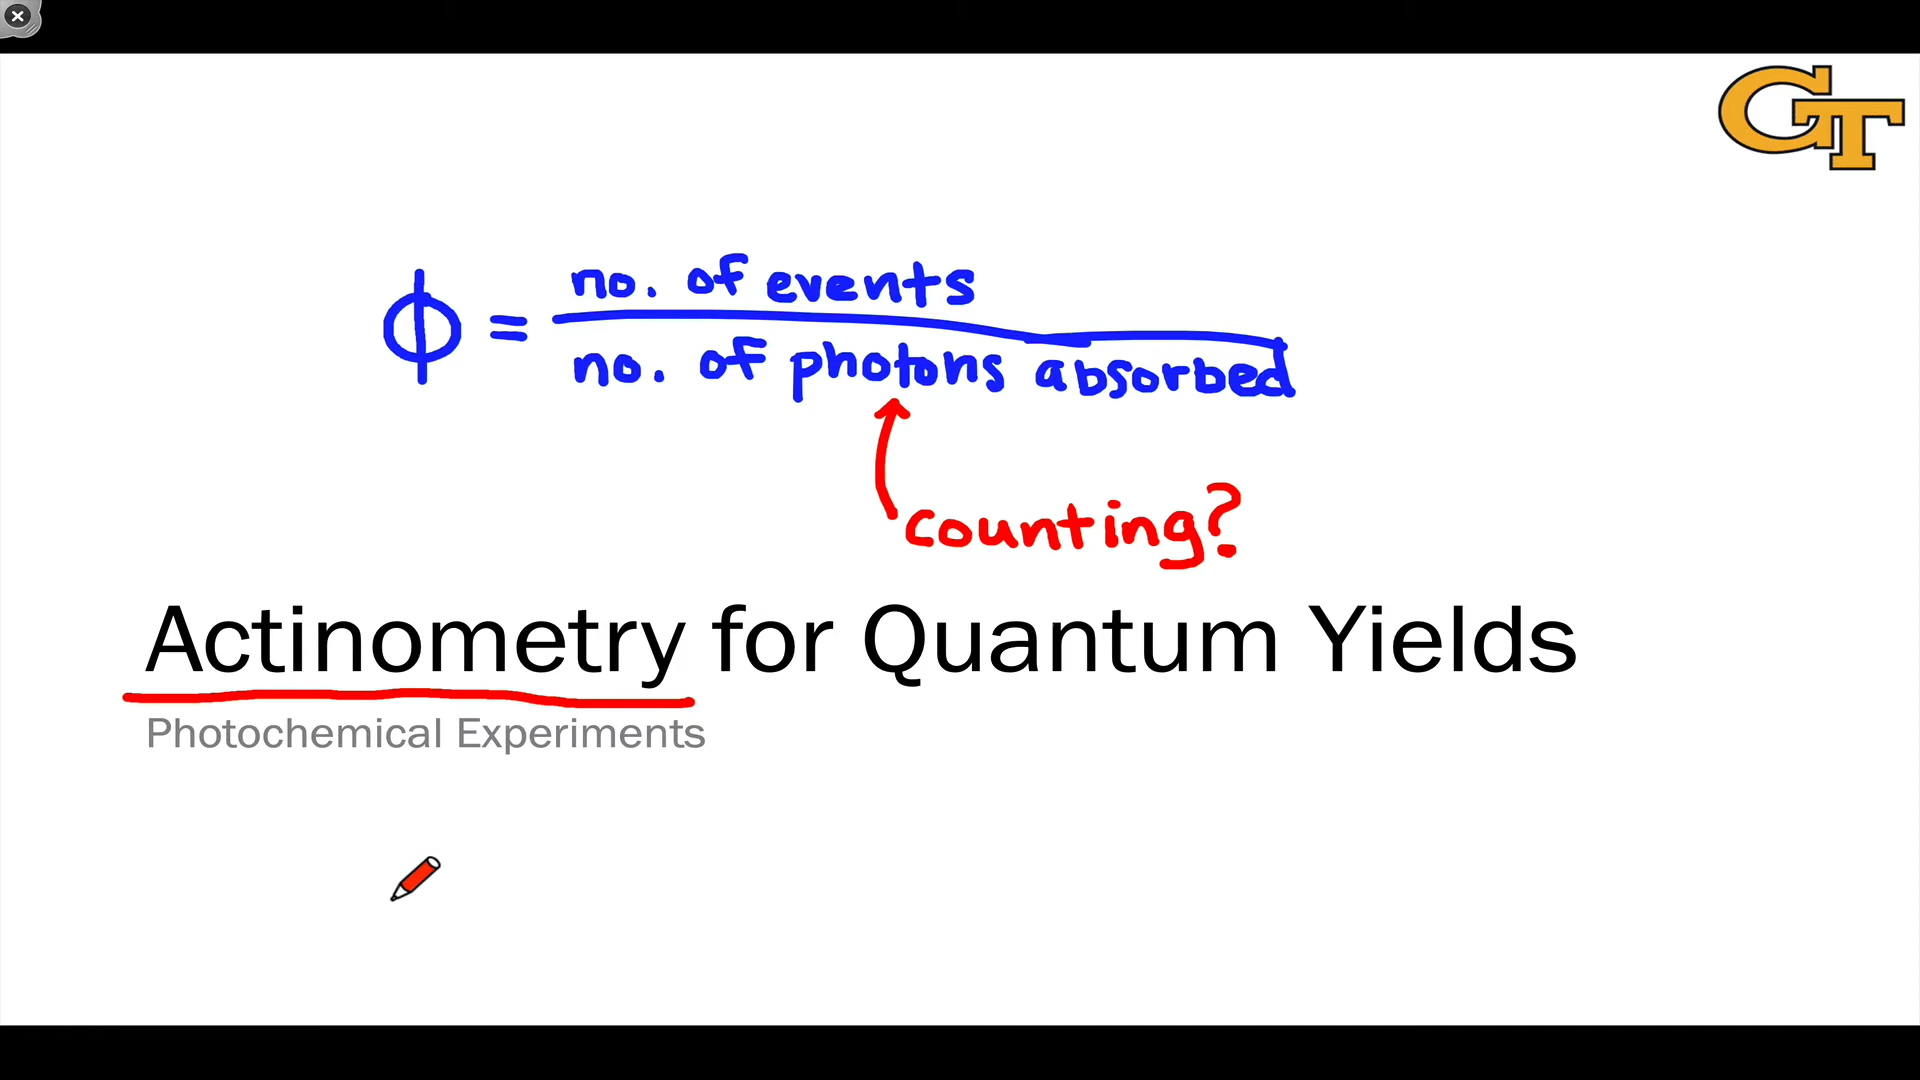 GT
ϕ = no. of events
no. of photons absorbed
counting?
Actinometry for Quantum Yields
Photochemical Experiments